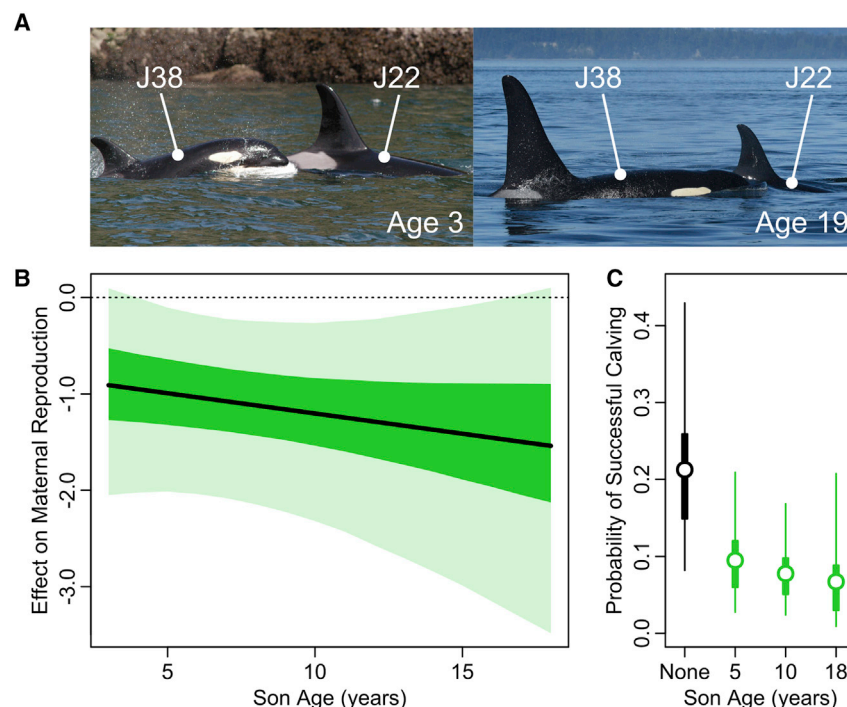 A
J38
J22
Age 3
J38
J22
Age 19
B
Effect on Maternal Reproduction
0.0
-1.0
-2.0
-3.0
5
10
15
Son Age (years)
C
Probability of Successful Calving
0.4
0.3
0.2
0.1
0.0
None
5
10
18
Son Age (years)